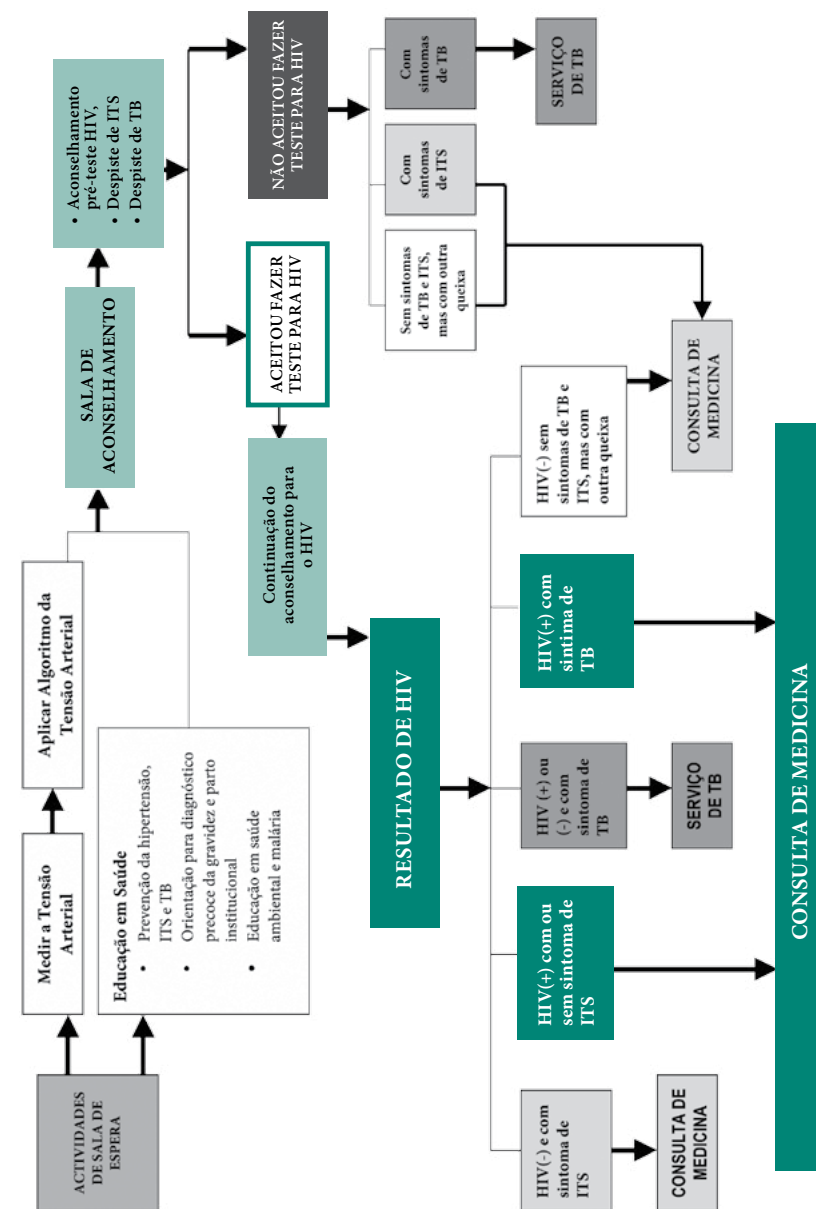 ACTIVIDADES
DE SALA DE
ESPERA
Medir a Tensão
Arterial
Aplicar Algoritmo da
Tensão Arterial
Educação em Saúde
• Prevenção da hipertensão,
ITS e TB
• Orientação para diagnóstico
precoce da gravidez e parto
institucional
• Educação em saúde
ambiental e malária
SALA DE
ACONSELHAMENTO
• Aconselhamento
pré-teste HIV,
• Despiste de ITS
• Despiste de TB
ACEITOU FAZER
TESTE PARA HIV
NÃO ACEITOU FAZER
TESTE PARA HIV
Continuação do
aconselhamento para
o HIV
Sem sintomas
de TB e ITS,
mas com outra
queixa
Com
sintomas
de ITS
Com
sintomas
de TB
SERVIÇO
DE TB
RESULTADO DE HIV
HIV(-) e com
sintoma de
ITS
HIV(+) com ou
sem sintoma de
ITS
HIV (+) ou
(-) e com
sintoma de
TB
HIV(+) com
sintima de
TB
HIV(-) sem
sintomas de TB e
ITS, mas com
outra queixa
CONSULTA DE
MEDICINA
SERVIÇO
DE TB
CONSULTA DE
MEDICINA
CONSULTA DE MEDICINA